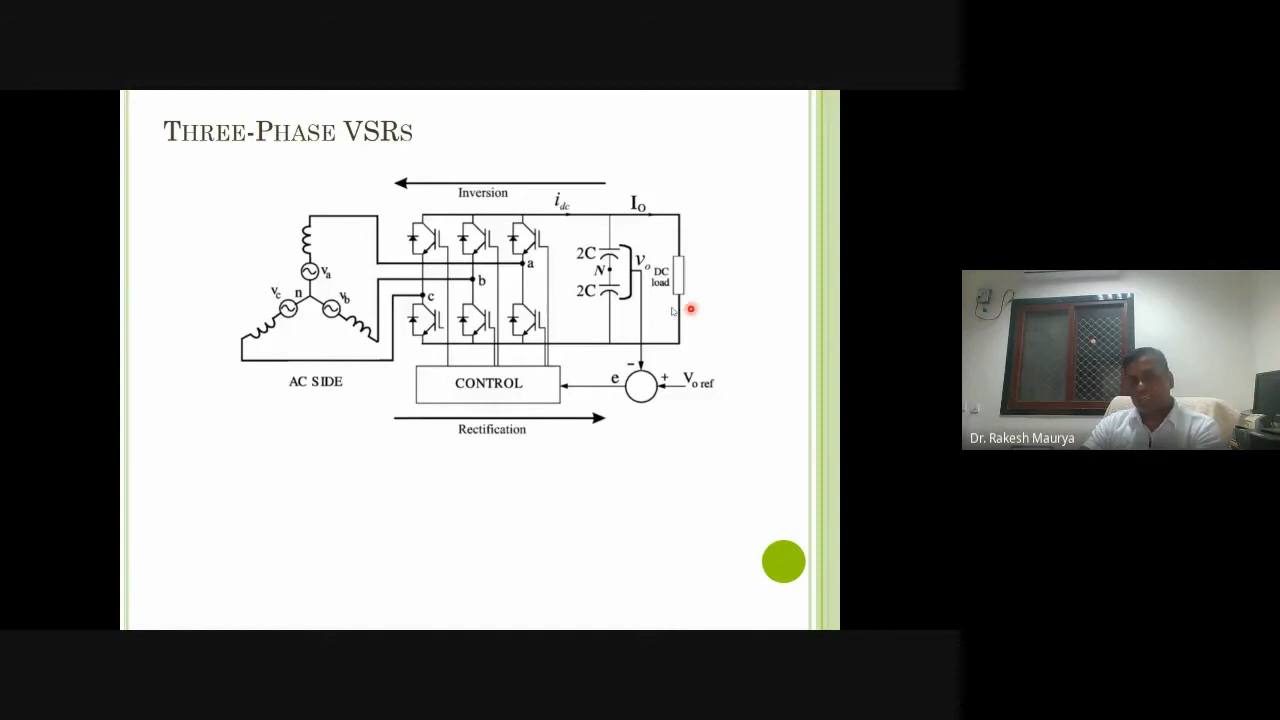 THREE-PHASE VSRS
Inversion
i_dc
I_O
v_a
v_c n v_b
a
b
c
2C
N
2C
v_o
DC
load
AC SIDE
CONTROL
e
−
+
V_o ref
Rectification
Dr. Rakesh Maurya